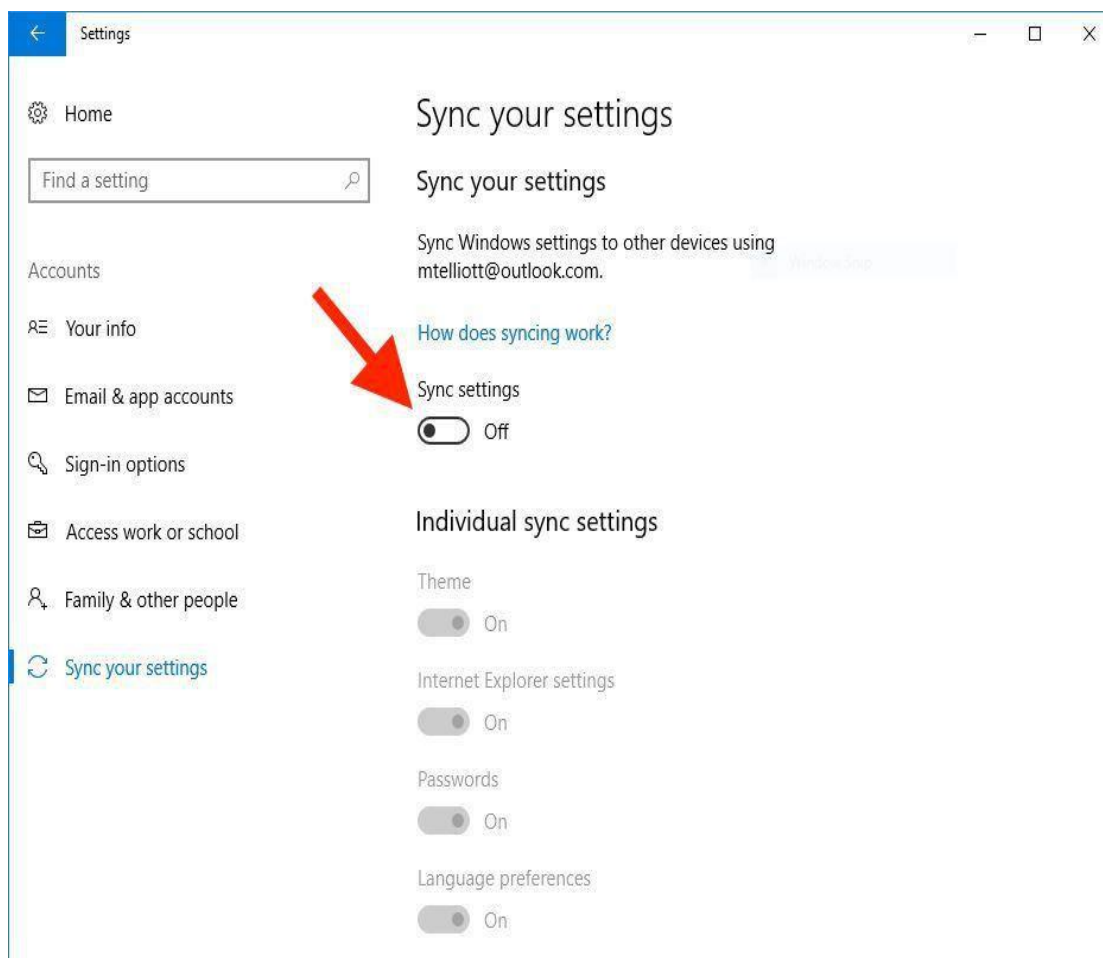 Settings
Home
Find a setting
Accounts
Your info
Email & app accounts
Sign-in options
Access work or school
Family & other people
Sync your settings
Sync your settings
Sync your settings
Sync Windows settings to other devices using
mtelliott@outlook.com.
How does syncing work?
Sync settings
Off
Individual sync settings
Theme
On
Internet Explorer settings
On
Passwords
On
Language preferences
On